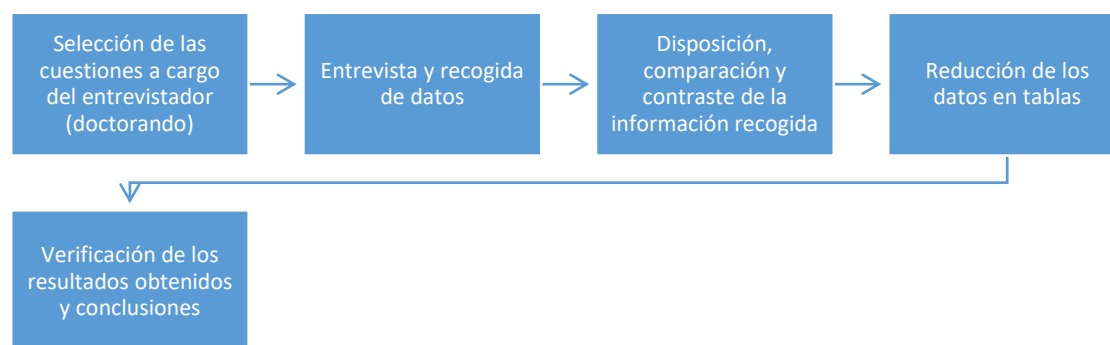 Selección de las
cuestiones a cargo
del entrevistador
(doctorando)
Entrevista y recogida
de datos
Disposición,
comparación y
contraste de la
información recogida
Reducción de los
datos en tablas
Verificación de los
resultados obtenidos
y conclusiones